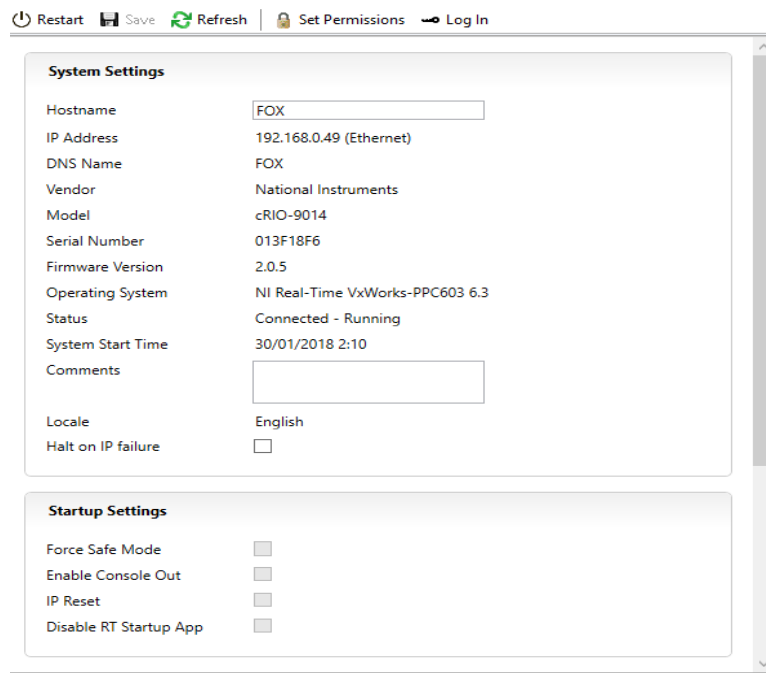 Restart Save Refresh Set Permissions Log In
System Settings
Hostname FOX
IP Address 192.168.0.49 (Ethernet)
DNS Name FOX
Vendor National Instruments
Model cRIO-9014
Serial Number 013F18F6
Firmware Version 2.0.5
Operating System NI Real-Time VxWorks-PPC603 6.3
Status Connected - Running
System Start Time 30/01/2018 2:10
Comments
Locale English
Halt on IP failure
Startup Settings
Force Safe Mode
Enable Console Out
IP Reset
Disable RT Startup App